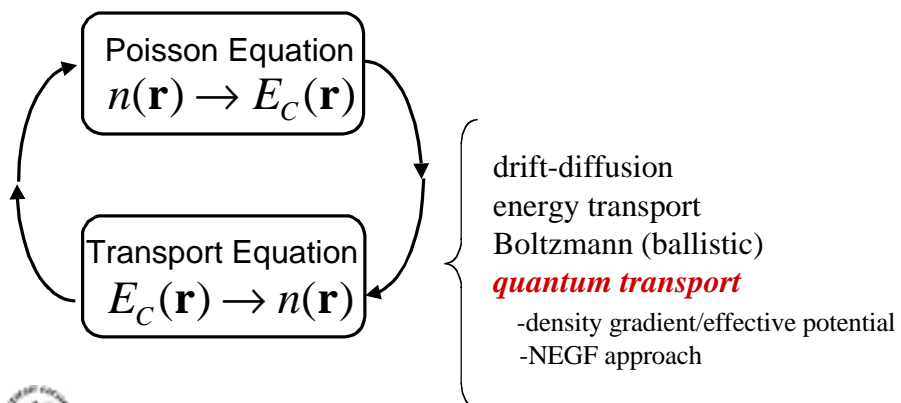 Poisson Equation
n(r) → E_C(r)
Transport Equation
E_C(r) → n(r)
drift-diffusion
energy transport
Boltzmann (ballistic)
quantum transport
-density gradient/effective potential
-NEGF approach